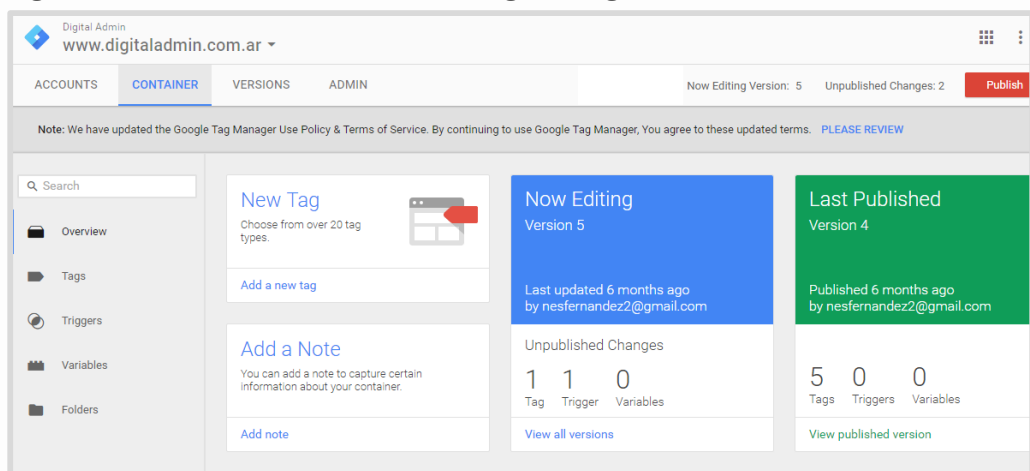 Digital Admin
www.digitaladmin.com.ar
ACCOUNTS CONTAINER VERSIONS ADMIN Now Editing Version: 5 Unpublished Changes: 2 Publish
Note: We have updated the Google Tag Manager Use Policy & Terms of Service. By continuing to use Google Tag Manager, You agree to these updated terms. PLEASE REVIEW
Search
Overview
Tags
Triggers
Variables
Folders
New Tag
Choose from over 20 tag
types.
Add a new tag
Add a Note
You can add a note to capture certain
information about your container.
Add note
Now Editing
Version 5
Last updated 6 months ago
by nesfernandez2@gmail.com
Unpublished Changes
1 1 0
Tag Trigger Variables
View all versions
Last Published
Version 4
Published 6 months ago
by nesfernandez2@gmail.com
5 0 0
Tags Triggers Variables
View published version